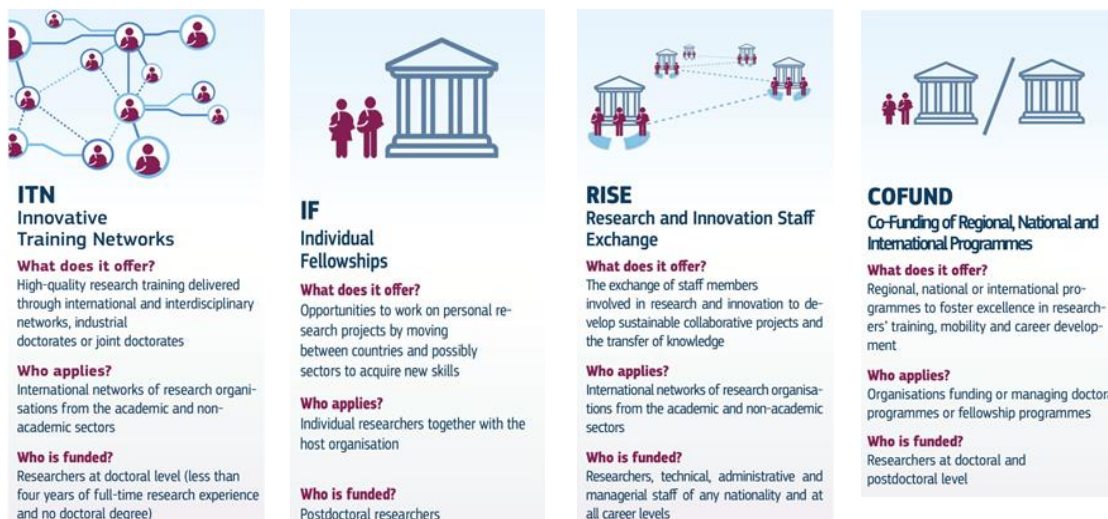 ITN
Innovative
Training Networks
What does it offer?
High-quality research training delivered
through international and interdisciplinary
networks, industrial
doctorates or joint doctorates
Who applies?
International networks of research organi-
sations from the academic and non-
academic sectors
Who is funded?
Researchers at doctoral level (less than
four years of full-time research experience
and no doctoral degree)
IF
Individual
Fellowships
What does it offer?
Opportunities to work on personal re-
search projects by moving
between countries and possibly
sectors to acquire new skills
Who applies?
Individual researchers together with the
host organisation
Who is funded?
Postdoctoral researchers
RISE
Research and Innovation Staff
Exchange
What does it offer?
The exchange of staff members
involved in research and innovation to de-
velop sustainable collaborative projects and
the transfer of knowledge
Who applies?
International networks of research organisa-
tions from the academic and non-academic
sectors
Who is funded?
Researchers, technical, administrative and
managerial staff of any nationality and at
all career levels
COFUND
Co-Funding of Regional, National and
International Programmes
What does it offer?
Regional, national or international pro-
grammes to foster excellence in research-
ers' training, mobility and career develop-
ment
Who applies?
Organisations funding or managing doctora
programmes or fellowship programmes
Who is funded?
Researchers at doctoral and
postdoctoral level